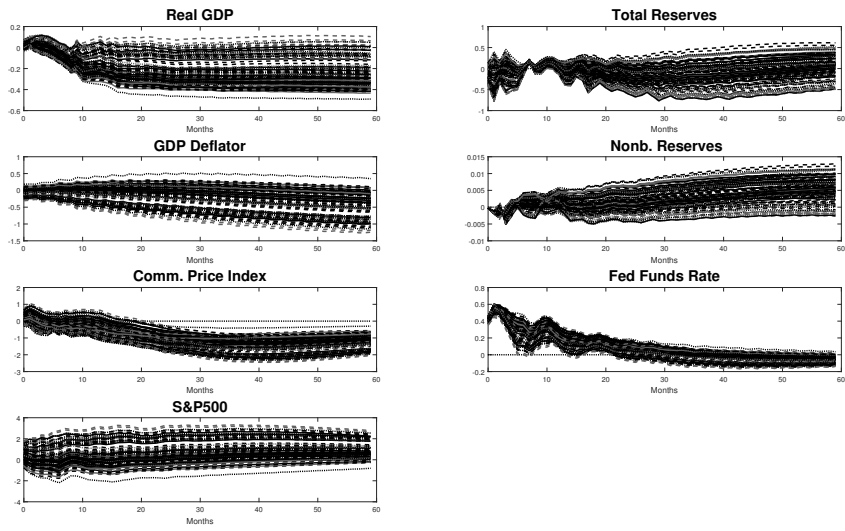 Real GDP
0.2
0
-0.2
-0.4
-0.6
0 10 20 30 40 50 60
Months
Total Reserves
1
0.5
0
-0.5
-1
0 10 20 30 40 50 60
Months
GDP Deflator
1
0.5
0
-0.5
-1
-1.5
0 10 20 30 40 50 60
Months
Nonb. Reserves
0.015
0.01
0.005
0
-0.005
-0.01
0 10 20 30 40 50 60
Months
Comm. Price Index
2
1
0
-1
-2
-3
0 10 20 30 40 50 60
Months
Fed Funds Rate
0.8
0.6
0.4
0.2
0
-0.2
0 10 20 30 40 50 60
Months
S&P500
4
2
0
-2
-4
0 10 20 30 40 50 60
Months